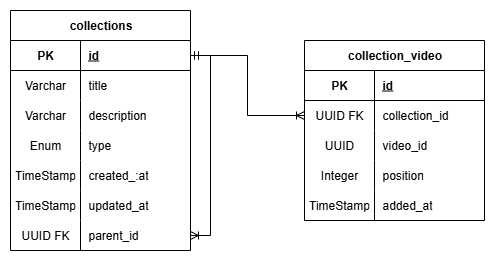 collections
PK id
Varchar title
Varchar description
Enum type
TimeStamp created_:at
TimeStamp updated_at
UUID FK parent_id
collection_video
PK id
UUID FK collection_id
UUID video_id
Integer position
TimeStamp added_at